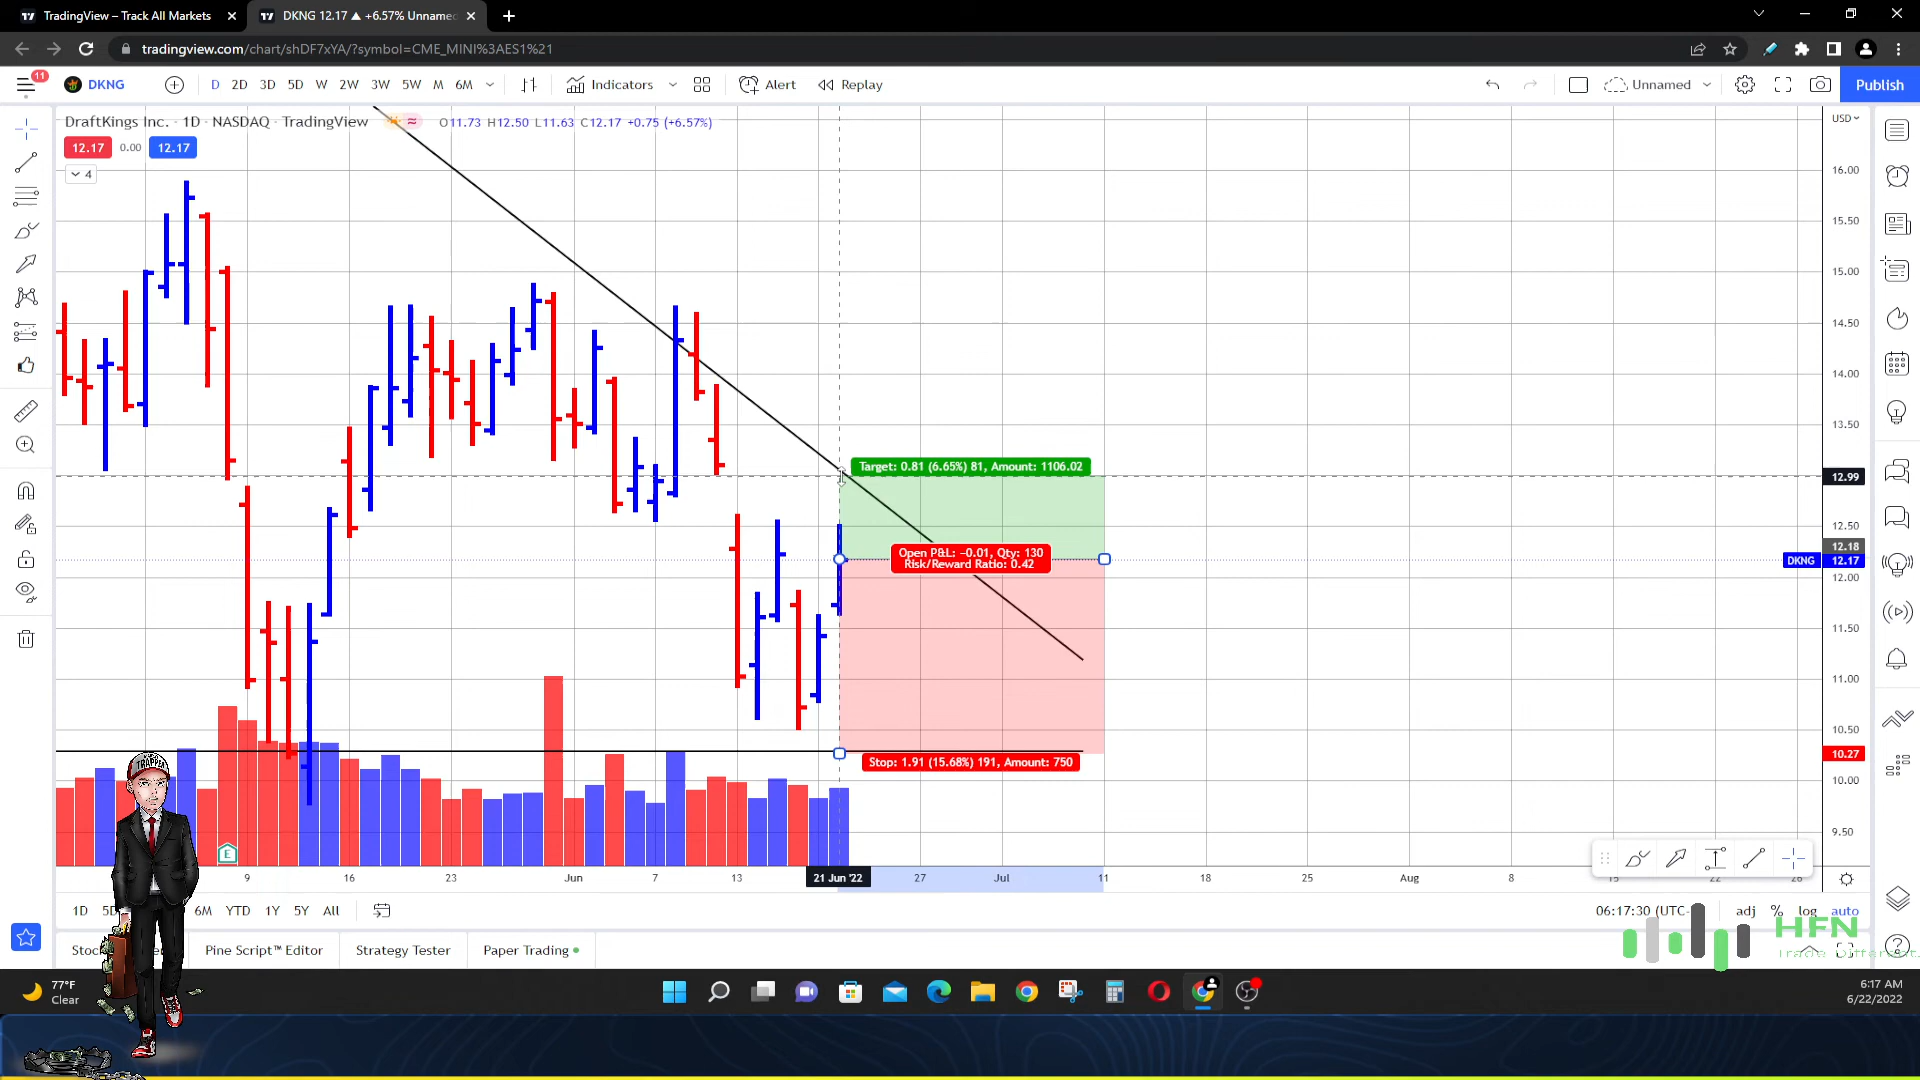 TradingView – Track All Markets
DKNG 12.17 ▲ +6.57% Unnamed
tradingview.com/chart/shDF7xYA/?symbol=CME_MINI%3AES1%21
11
DKNG
D 2D 3D 5D W 2W 3W 5W M 6M
Indicators
Alert
Replay
Unnamed
Publish
DraftKings Inc. · 1D · NASDAQ · TradingView
O11.73 H12.50 L11.63 C12.17 +0.75 (+6.57%)
USD
12.17 0.00 12.17
4
16.00
15.50
15.00
14.50
14.00
13.50
Target: 0.81 (6.65%) 81, Amount: 1106.02
12.99
12.50
12.18
Open P&L: −0.01, Qty: 130
Risk/Reward Ratio: 0.42
DKNG 12.17
12.00
11.50
11.00
10.50
10.27
Stop: 1.91 (15.68%) 191, Amount: 750
10.00
TRAPPER
9.50
E
9 16 23 Jun 7 13 21 Jun '22 27 Jul 11 18 25 Aug 8 15 22
1D 5D 6M YTD 1Y 5Y All
06:17:30 (UTC- adj % log auto
HFN
Trade Different.
Pine Script™ Editor
Strategy Tester
Paper Trading
77°F
Clear
6:17 AM
6/22/2022